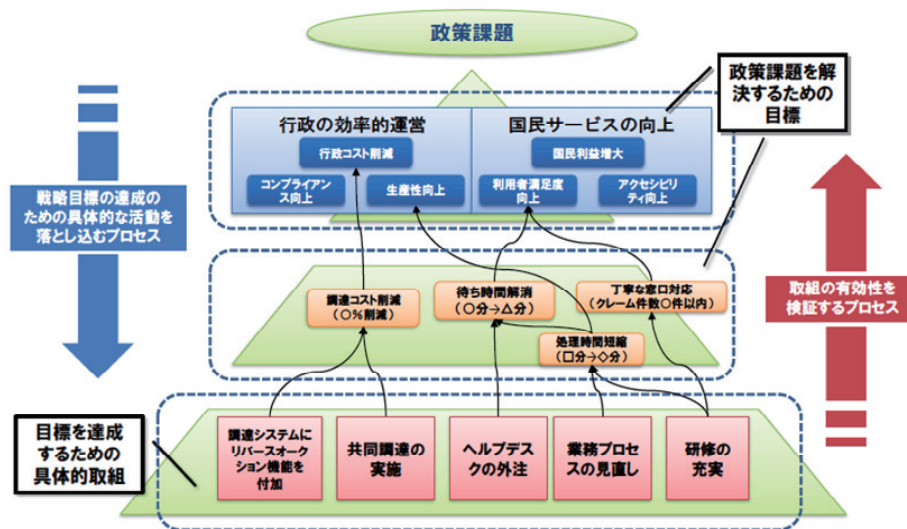 政策課題
政策課題を解
決するための
目標
行政の効率的運営
国民サービスの向上
行政コスト削減
国民利益増大
コンプライアン
ス向上
生産性向上
利用者満足度
向上
アクセシビリ
ティ向上
戦略目標の達成の
ための具体的な活動を
落とし込むプロセス
調達コスト削減
(○%削減)
待ち時間解消
(○分→△分)
丁寧な窓口対応
(クレーム件数○件以内)
処理時間短縮
(□分→◇分)
取組の有効性を
検証するプロセス
目標を達成
するための
具体的取組
調達システムに
リバースオーク
ション機能を
付加
共同調達の
実施
ヘルプデス
クの外注
業務プロセ
スの見直し
研修の
充実